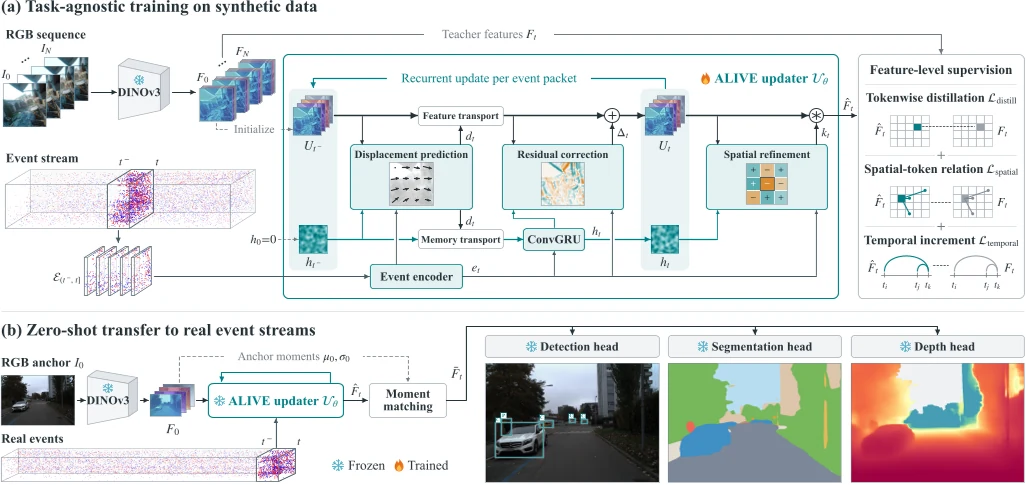 (a) Task-agnostic training on synthetic data
RGB sequence
I_N
I_0
DINOv3
F_0
F_N
Teacher features F_t
Initialize
Recurrent update per event packet
ALIVE updater 𝒰_θ
U_{t⁻}
Feature transport
d_t
Displacement prediction
d_t
Memory transport
Residual correction
Δ_t
ConvGRU
h_t
U_t
h_t
Spatial refinement
k_t
F̂_t
h_0=0
h_{t⁻}
Event encoder
e_t
Event stream
t⁻ t
ℰ_{(t⁻, t]}
Feature-level supervision
Tokenwise distillation ℒ_distill
F̂_t F_t
+
Spatial-token relation ℒ_spatial
F̂_t F_t
+
Temporal increment ℒ_temporal
F̂_t F_t
t_i t_j t_k t_i t_j t_k
(b) Zero-shot transfer to real event streams
RGB anchor I_0
DINOv3
F_0
Anchor moments μ_0, σ_0
ALIVE updater 𝒰_θ
F̂_t
Moment
matching
F̃_t
Real events
t⁻ t
Frozen Trained
Detection head
Segmentation head
Depth head